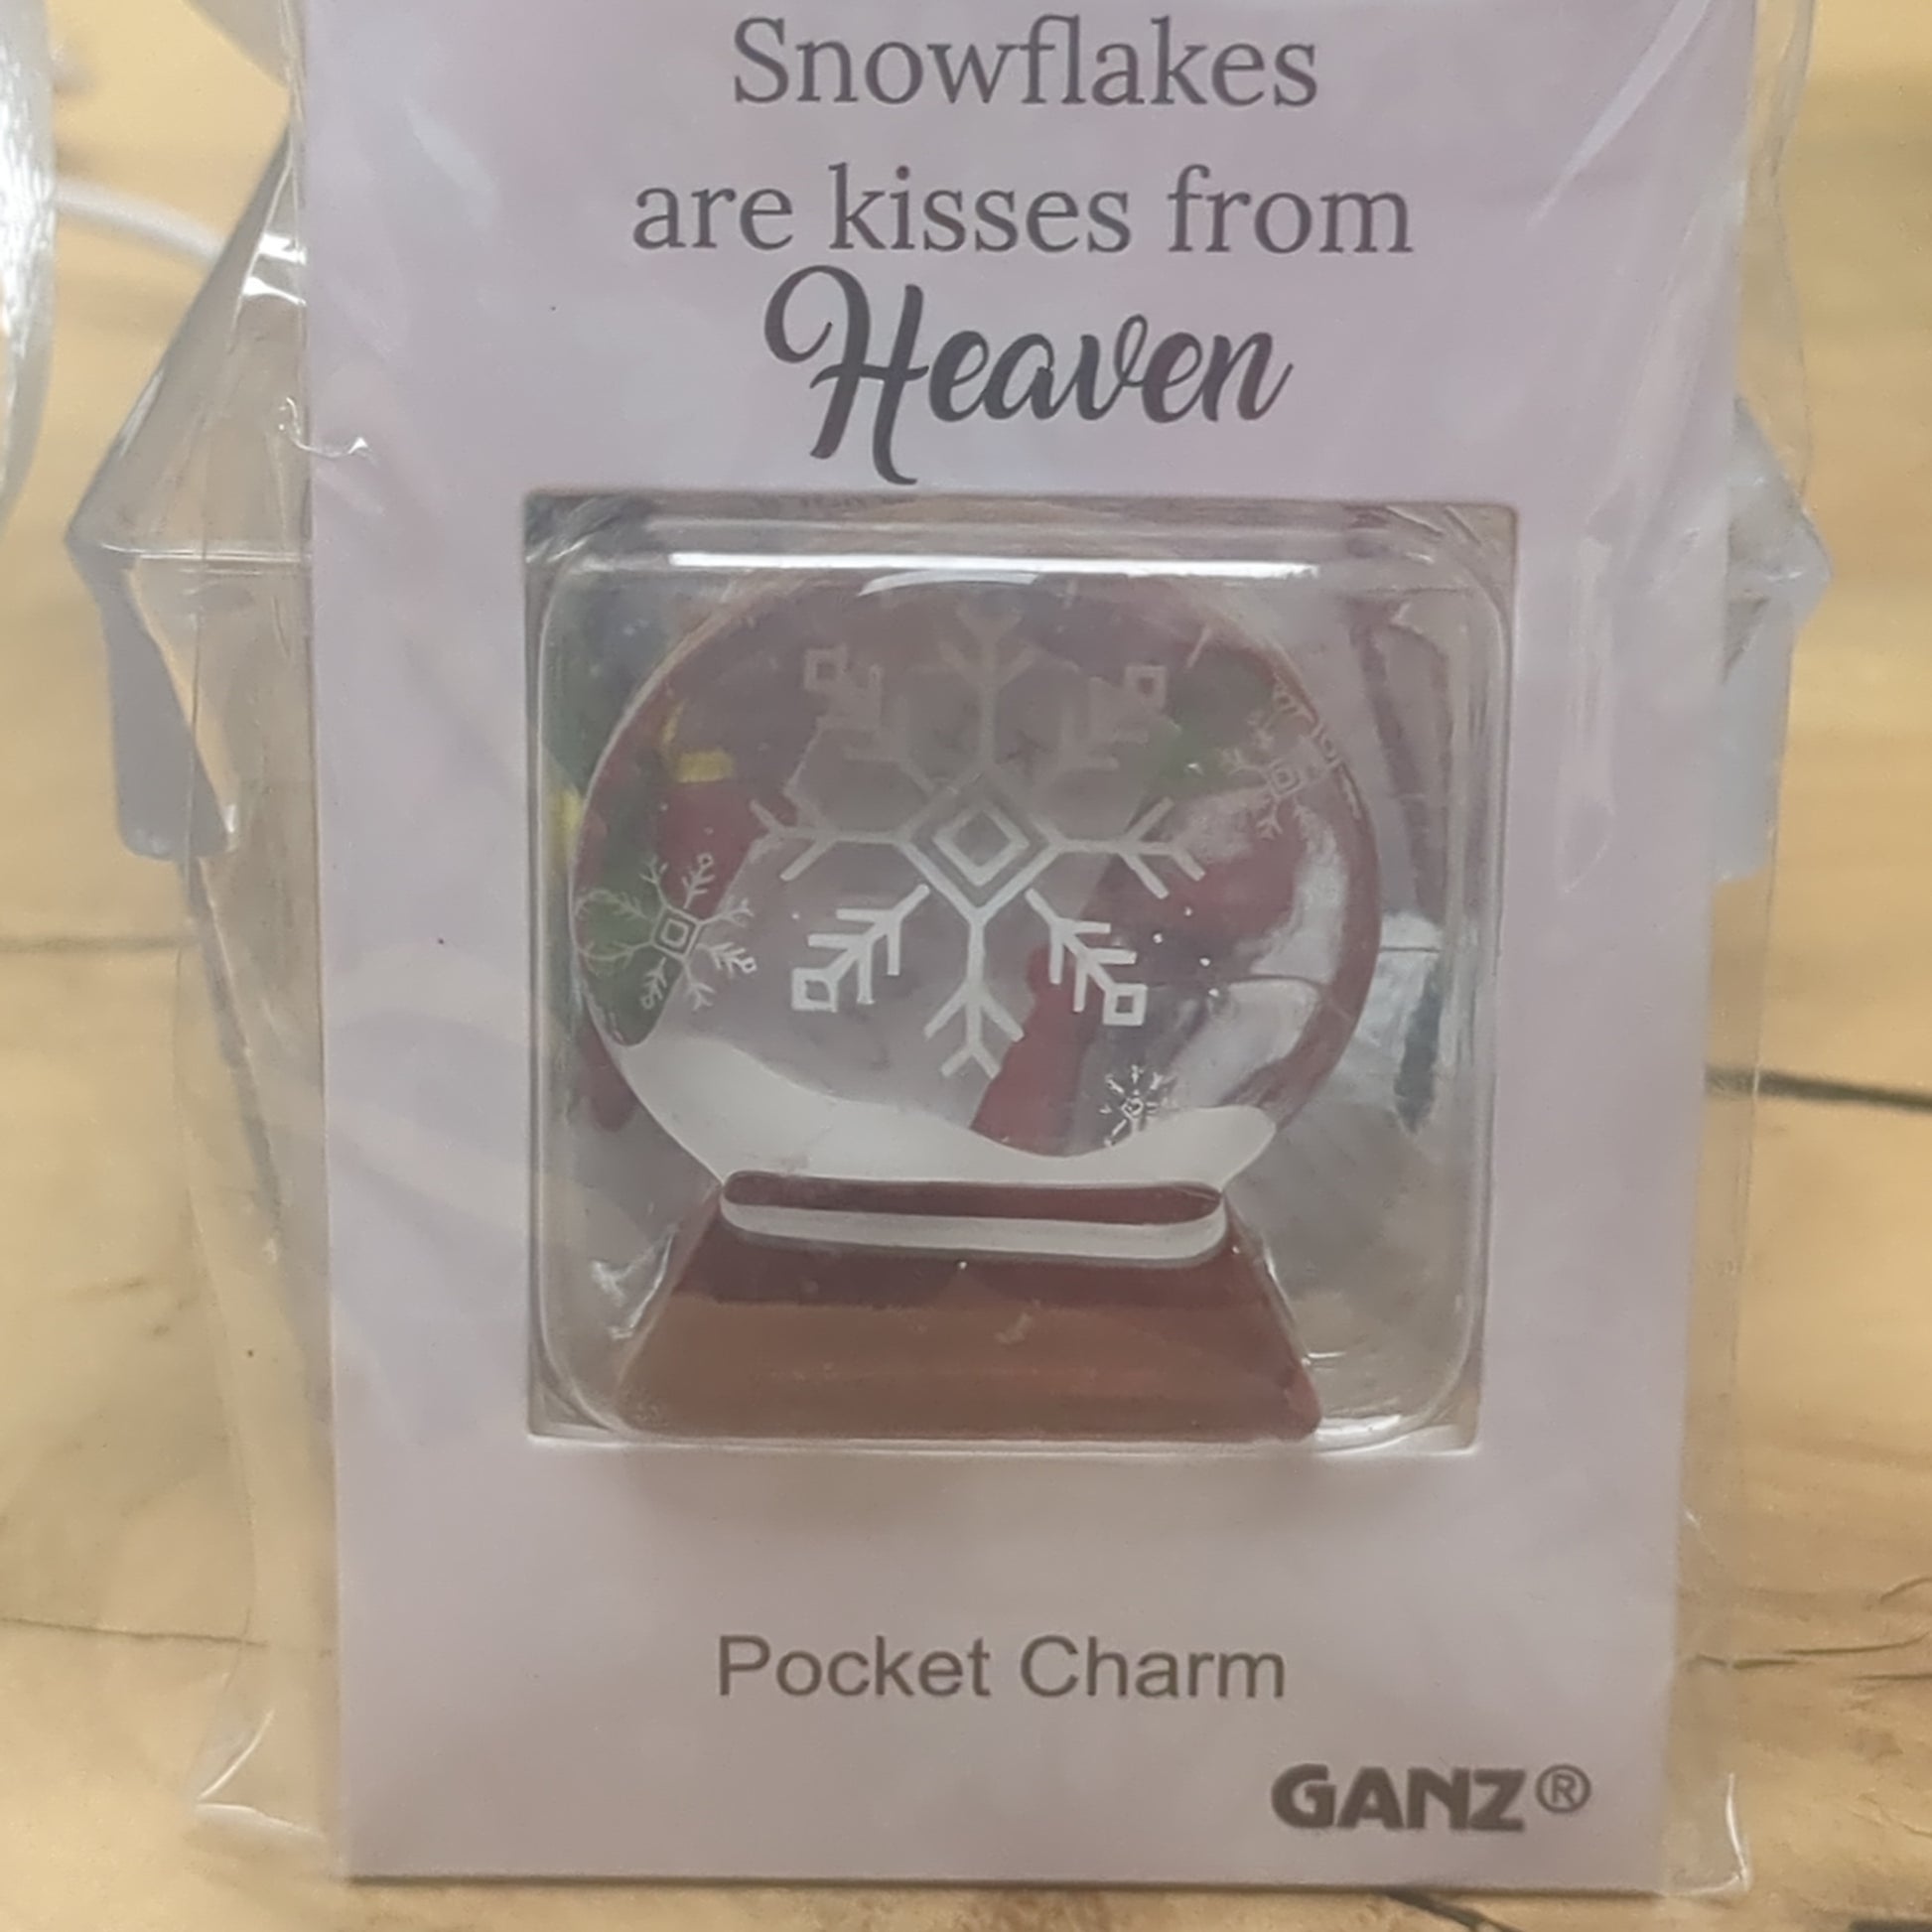 Snowflakes
are kisses from
Heaven
Pocket Charm
GANZ®